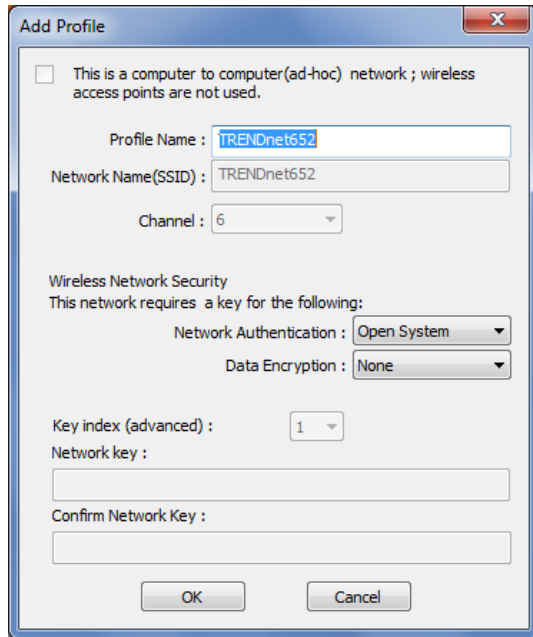 Add Profile
This is a computer to computer(ad-hoc) network ; wireless
access points are not used.
Profile Name : TRENDnet652
Network Name(SSID) : TRENDnet652
Channel : 6
Wireless Network Security
This network requires a key for the following:
Network Authentication : Open System
Data Encryption : None
Key index (advanced) : 1
Network key :
Confirm Network Key :
OK Cancel